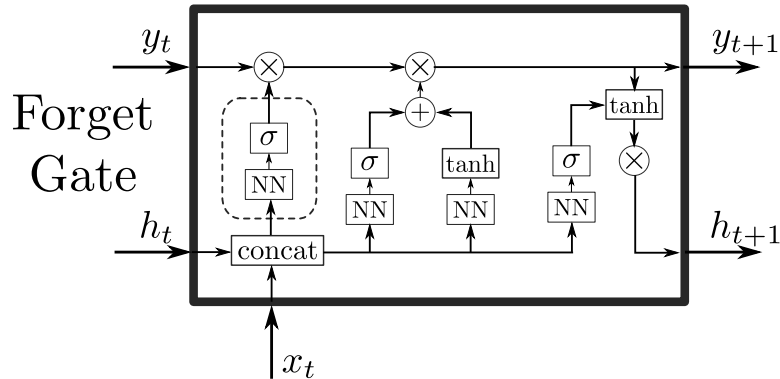 y_t
y_{t+1}
× ×
Forget
Gate
tanh
+
σ
σ tanh σ ×
NN
NN NN NN
h_t
h_{t+1}
concat
x_t